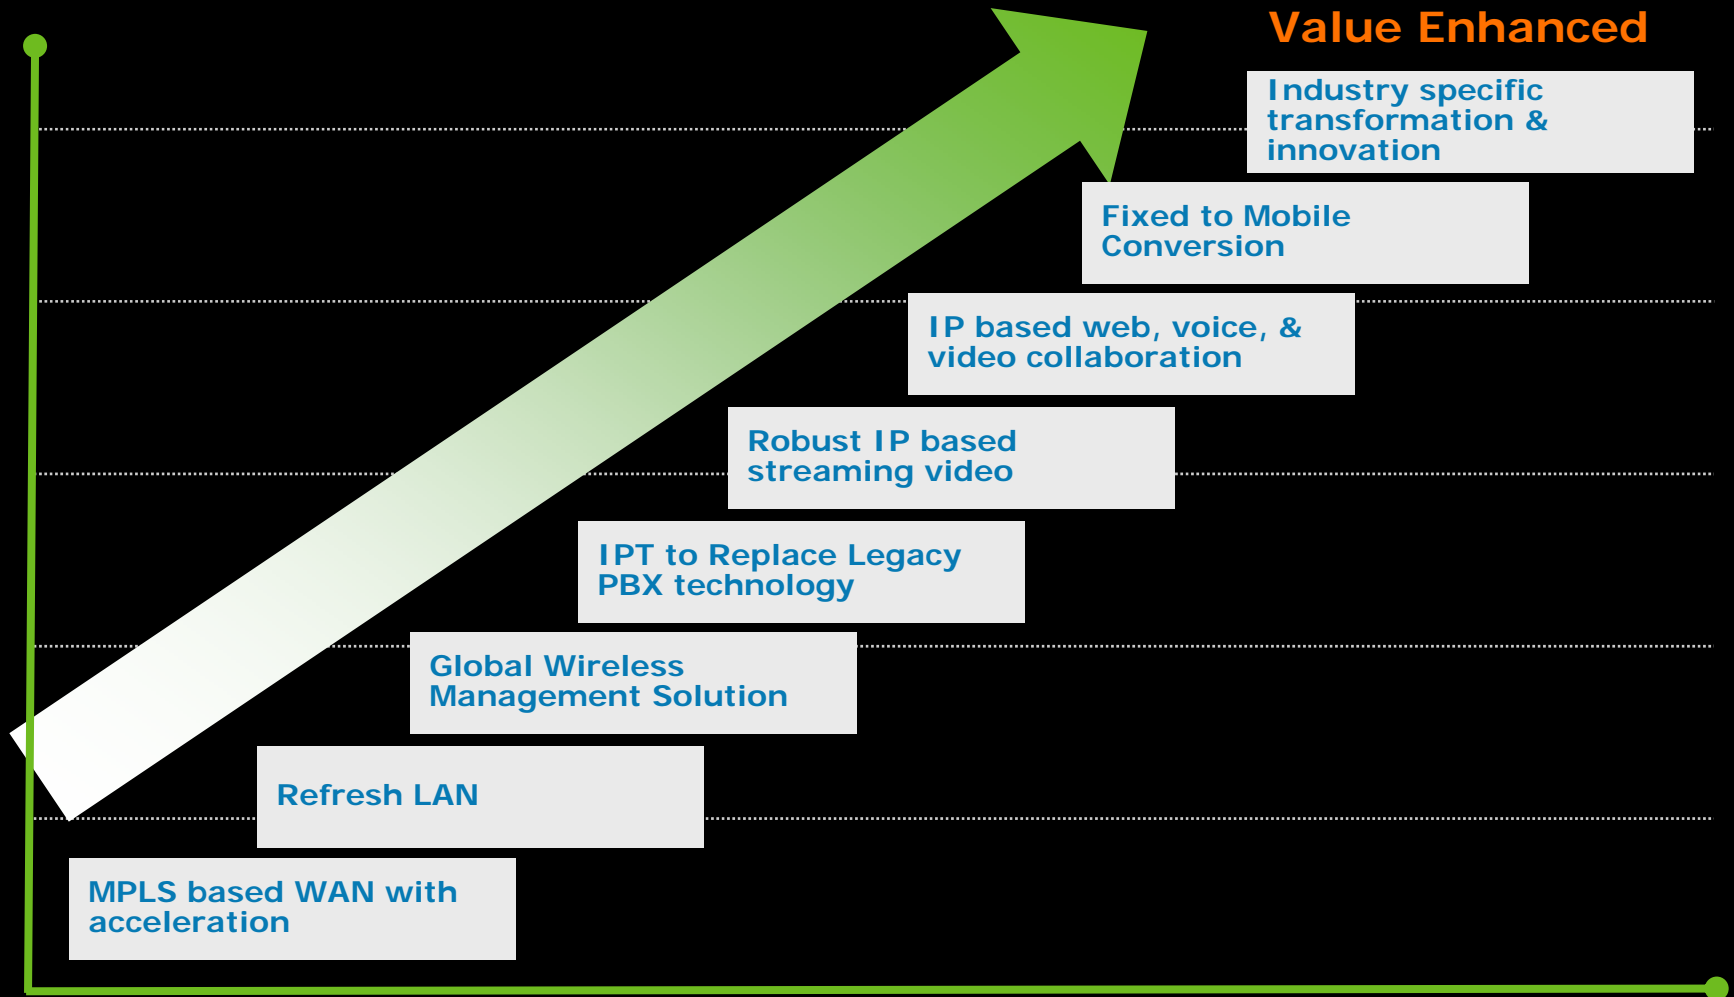 Value Enhanced
Industry specific
transformation &
innovation
Fixed to Mobile
Conversion
IP based web, voice, &
video collaboration
Robust IP based
streaming video
IPT to Replace Legacy
PBX technology
Global Wireless
Management Solution
Refresh LAN
MPLS based WAN with
acceleration